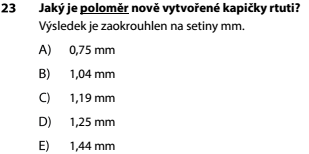 23 Jaký je poloměr nově vytvořené kapičky rtuti?
Výsledek je zaokrouhlen na setiny mm.
A) 0,75 mm
B) 1,04 mm
C) 1,19 mm
D) 1,25 mm
E) 1,44 mm